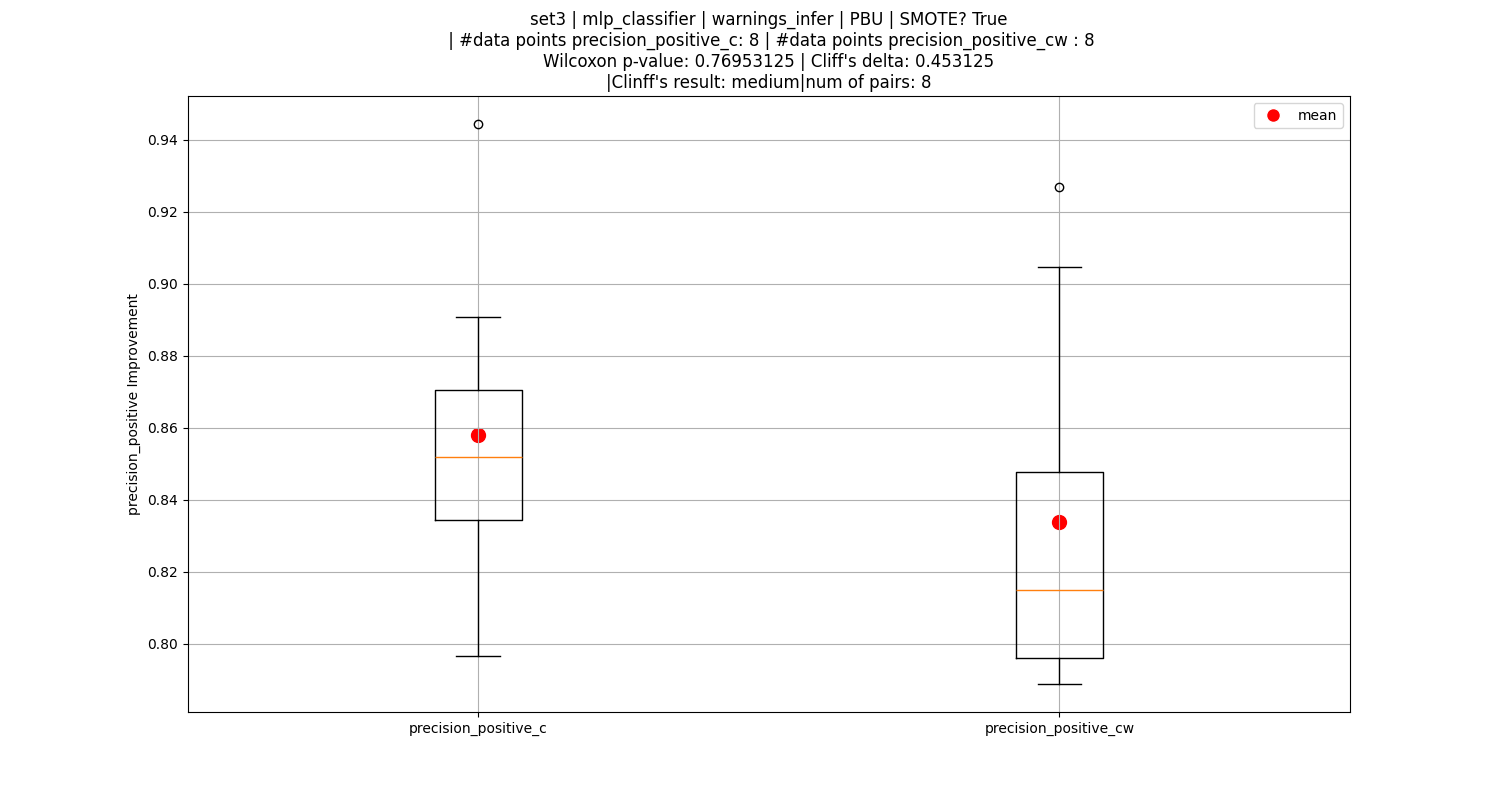 set3 | mlp_classifier | warnings_infer | PBU | SMOTE? True
| #data points precision_positive_c: 8 | #data points precision_positive_cw : 8
Wilcoxon p-value: 0.76953125 | Cliff's delta: 0.453125
|Clinff's result: medium|num of pairs: 8
mean
0.94
0.92
0.90
0.88
0.86
0.84
0.82
0.80
precision_positive Improvement
precision_positive_c
precision_positive_cw